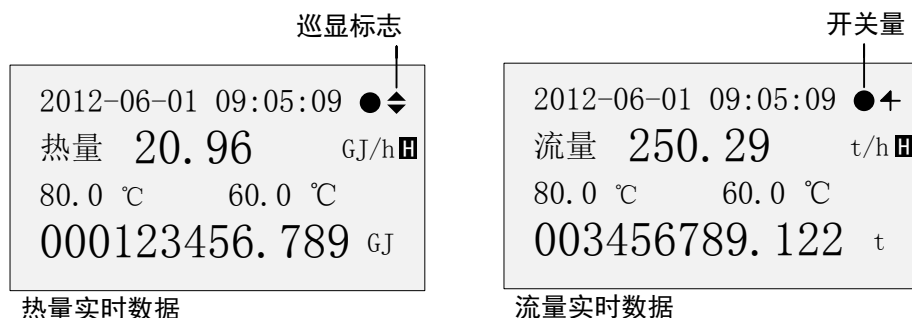 巡显标志
2012-06-01 09:05:09
热量 20.96 GJ/h H
80.0 ℃ 60.0 ℃
000123456.789 GJ
热量实时数据
开关量
2012-06-01 09:05:09
流量 250.29 t/h H
80.0 ℃ 60.0 ℃
003456789.122 t
流量实时数据